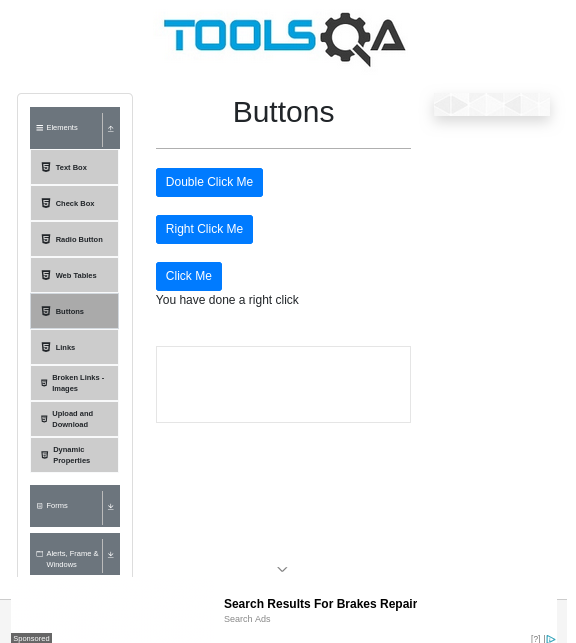 TOOLSQA
Elements
Text Box
Check Box
Radio Button
Web Tables
Buttons
Links
Broken Links -
Images
Upload and
Download
Dynamic
Properties
Forms
Alerts, Frame &
Windows
Buttons
Double Click Me
Right Click Me
Click Me
You have done a right click
Search Results For Brakes Repair
Search Ads
Sponsored
[?]